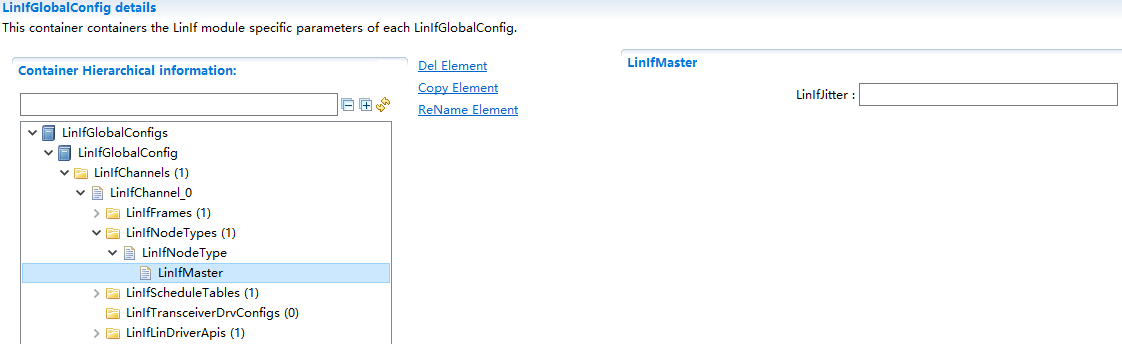 LinIfGlobalConfig details
This container containers the LinIf module specific parameters of each LinIfGlobalConfig.
Container Hierarchical information:
Del Element
Copy Element
ReName Element
LinIfGlobalConfigs
LinIfGlobalConfig
LinIfChannels (1)
LinIfChannel_0
LinIfFrames (1)
LinIfNodeTypes (1)
LinIfNodeType
LinIfMaster
LinIfScheduleTables (1)
LinIfTransceiverDrvConfigs (0)
LinIfLinDriverApis (1)
LinIfMaster
LinIfJitter :